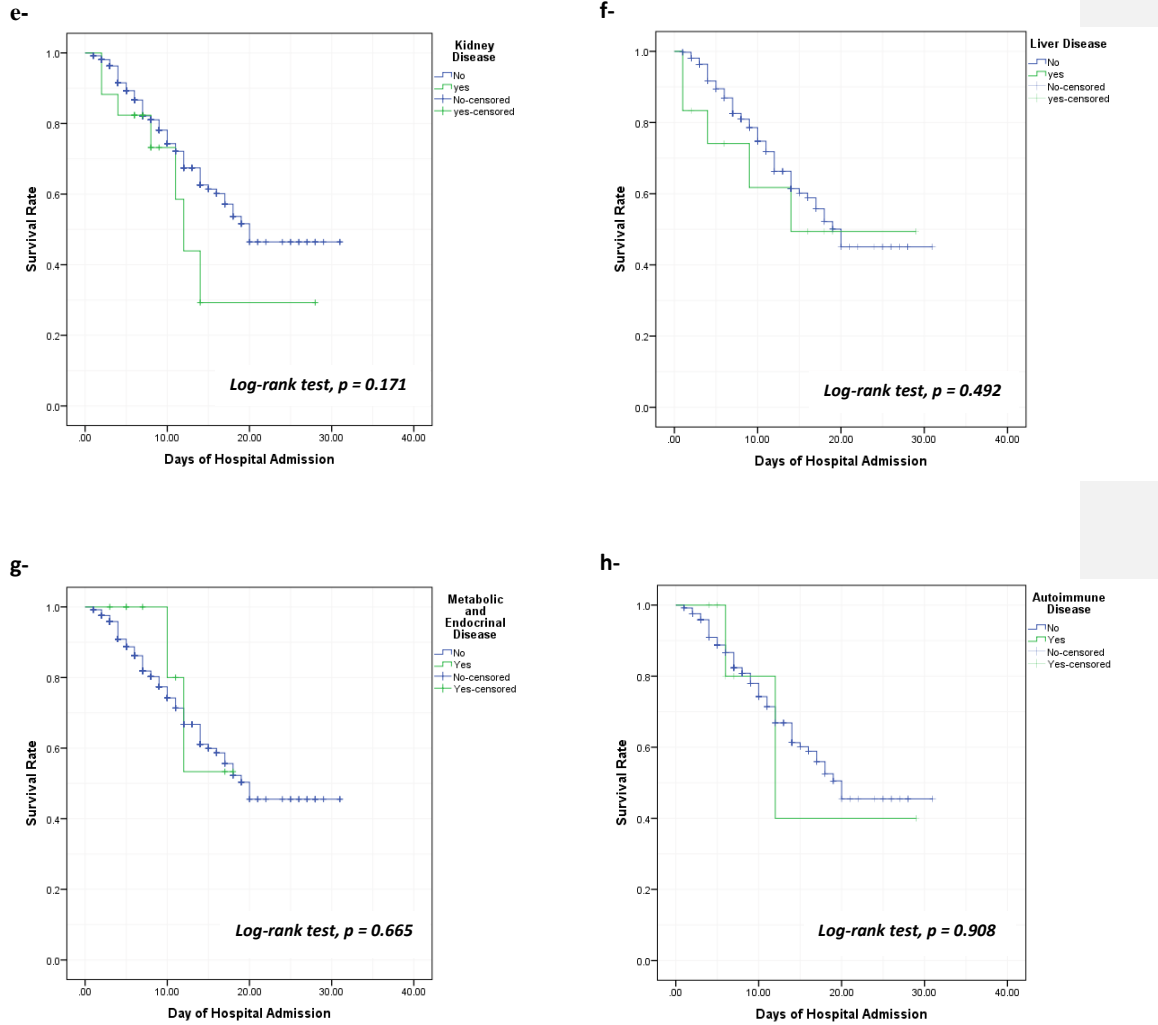 e-
Kidney
Disease
No
yes
No-censored
yes-censored
1.0
0.8
0.6
0.4
0.2
0.0
Survival Rate
Log-rank test, p = 0.171
.00 10.00 20.00 30.00 40.00
Days of Hospital Admission
f-
Liver Disease
No
yes
No-censored
yes-censored
1.0
0.8
0.6
0.4
0.2
0.0
Survival Rate
Log-rank test, p = 0.492
.00 10.00 20.00 30.00 40.00
Days of Hospital Admission
g-
Metabolic
and
Endocrinal
Disease
No
Yes
No-censored
Yes-censored
1.0
0.8
0.6
0.4
0.2
0.0
Survival Rate
Log-rank test, p = 0.665
.00 10.00 20.00 30.00 40.00
Day of Hospital Admission
h-
Autoimmune
Disease
No
Yes
No-censored
Yes-censored
1.0
0.8
0.6
0.4
0.2
0.0
Survival Rate
Log-rank test, p = 0.908
.00 10.00 20.00 30.00 40.00
Days of Hospital Admission